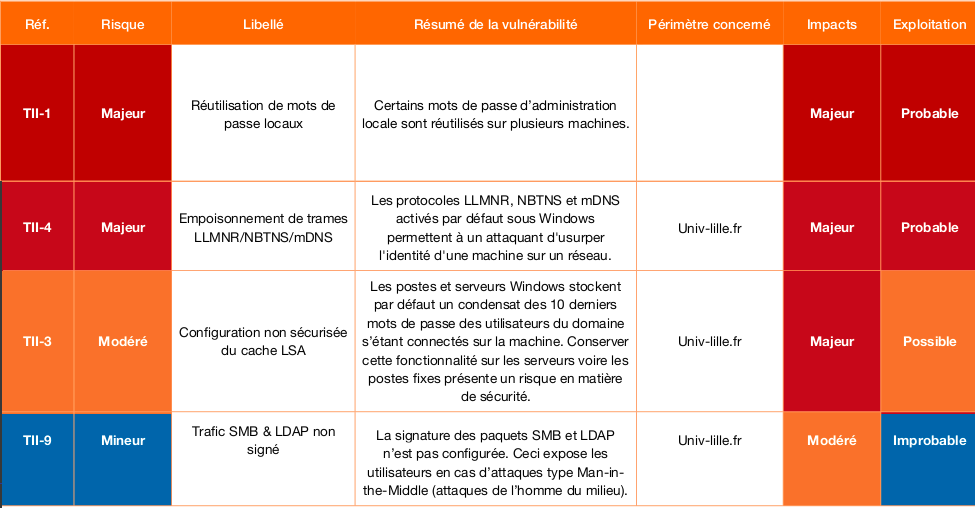 Réf.
Risque
Libellé
Résumé de la vulnérabilité
Périmètre concerné
Impacts
Exploitation
TII-1
Majeur
Réutilisation de mots de
passe locaux
Certains mots de passe d’administration
locale sont réutilisés sur plusieurs machines.
Majeur
Probable
TII-4
Majeur
Empoisonnement de trames
LLMNR/NBTNS/mDNS
Les protocoles LLMNR, NBTNS et mDNS
activés par défaut sous Windows
permettent à un attaquant d'usurper
l'identité d'une machine sur un réseau.
Univ-lille.fr
Majeur
Probable
TII-3
Modéré
Configuration non sécurisée
du cache LSA
Les postes et serveurs Windows stockent
par défaut un condensat des 10 derniers
mots de passe des utilisateurs du domaine
s’étant connectés sur la machine. Conserver
cette fonctionnalité sur les serveurs voire les
postes fixes présente un risque en matière
de sécurité.
Univ-lille.fr
Majeur
Possible
TII-9
Mineur
Trafic SMB & LDAP non
signé
La signature des paquets SMB et LDAP
n’est pas configurée. Ceci expose les
utilisateurs en cas d’attaques type Man-in-
the-Middle (attaques de l’homme du milieu).
Univ-lille.fr
Modéré
Improbable